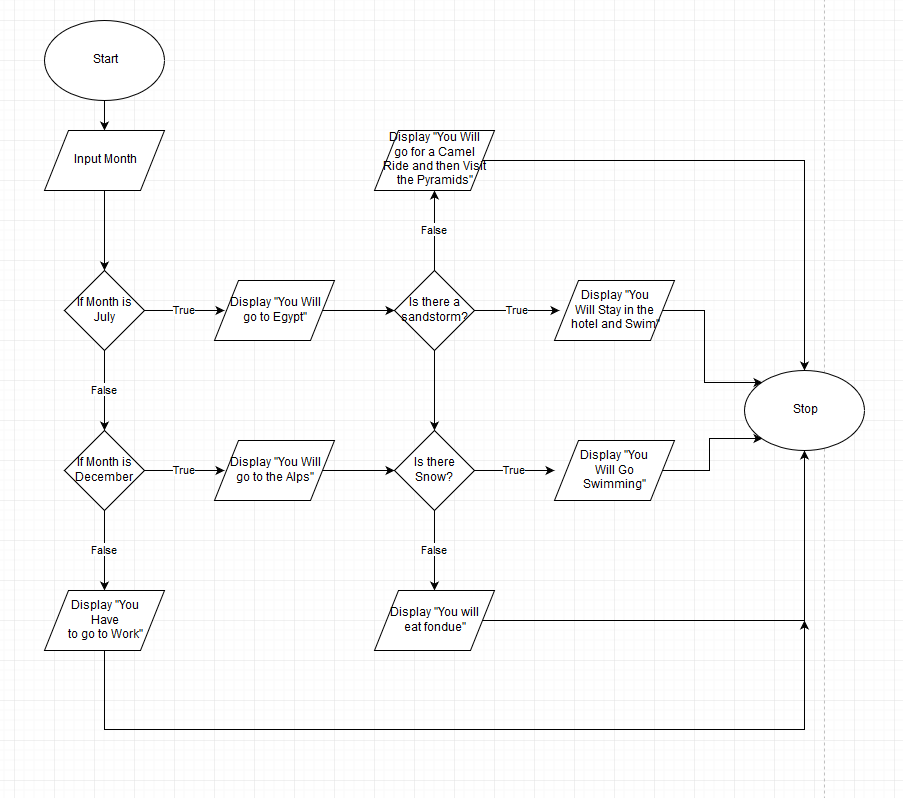 Start
Input Month
Display "You Will
go for a Camel
Ride and then Visit
the Pyramids"
False
If Month is
July
True
Display "You Will
go to Egypt"
Is there a
sandstorm?
True
Display "You
Will Stay in the
hotel and Swim"
False
Stop
If Month is
December
True
Display "You Will
go to the Alps"
Is there
Snow?
True
Display "You
Will Go
Swimming"
False
False
Display "You
Have
to go to Work"
Display "You will
eat fondue"